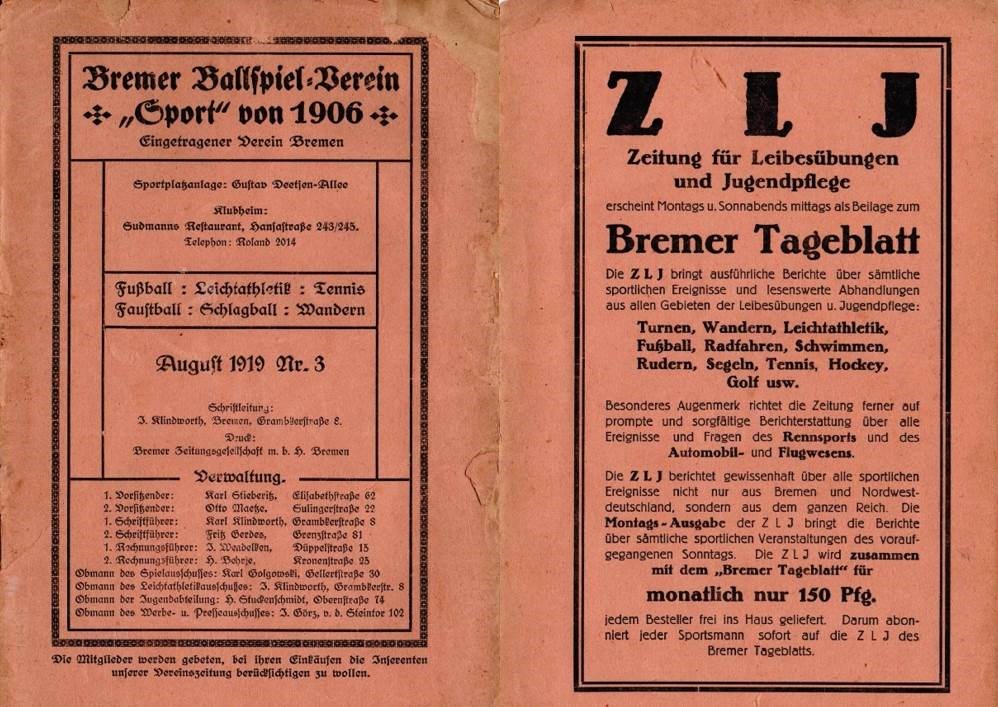 Bremer Ballspiel-Verein
„Sport“ von 1906
Eingetragener Verein Bremen
Sportplatzanlage: Gustav Deetjen-Allee
Klubheim:
Sudmanns Restaurant, Hansastraße 243/245.
Telephon: Roland 2014
Fußball : Leichtathletik : Tennis
Faustball : Schlagball : Wandern
August 1919 Nr. 3
Schriftleitung:
J. Klindworth, Bremen, Grambkerstraße 8.
Druck:
Bremer Zeitungsgesellschaft m. b. H. Bremen
Verwaltung.
1. Vorsitzender: Karl Stieberitz, Elisabethstraße 62
2. Vorsitzender: Otto Maetze, Sulingerstraße 22
1. Schriftführer: Karl Klindworth, Grambkerstraße 8
2. Schriftführer: Fritz Gerdes, Grenzstraße 81
1. Rechnungsführer: J. Wendelken, Düppelstraße 15
2. Rechnungsführer: H. Bohrje, Kronenstraße 25
Obmann des Spielausschusses: Karl Golgowski, Gellertstraße 30
Obmann des Leichtathletikausschußes: J. Klindworth, Grambkerstr. 8
Obmann der Jugendabteilung: H. Stuckenschmidt, Obernstraße 74
Obmann des Werbe- u. Presseausschusses: J. Görz, v. d. Steintor 102
Die Mitglieder werden gebeten, bei ihren Einkäufen die Inserenten
unserer Vereinszeitung berücksichtigen zu wollen.
Z L J
Zeitung für Leibesübungen
und Jugendpflege
erscheint Montags u. Sonnabends mittags als Beilage zum
Bremer Tageblatt
Die Z L J bringt ausführliche Berichte über sämtliche
sportlichen Ereignisse und lesenswerte Abhandlungen
aus allen Gebieten der Leibesübungen u. Jugendpflege:
Turnen, Wandern, Leichtathletik,
Fußball, Radfahren, Schwimmen,
Rudern, Segeln, Tennis, Hockey,
Golf usw.
Besonderes Augenmerk richtet die Zeitung ferner auf
prompte und sorgfältige Berichterstattung über alle
Ereignisse und Fragen des Rennsports und des
Automobil- und Flugwesens.
Die Z L J berichtet gewissenhaft über alle sportlichen
Ereignisse nicht nur aus Bremen und Nordwest-
deutschland, sondern aus dem ganzen Reich. Die
Montags-Ausgabe der Z L J bringt die Berichte
über sämtliche sportlichen Veranstaltungen des vorauf-
gegangenen Sonntags. Die Z L J wird zusammen
mit dem „Bremer Tageblatt“ für
monatlich nur 150 Pfg.
jedem Besteller frei ins Haus geliefert. Darum abon-
niert jeder Sportsmann sofort auf die Z L J des
Bremer Tageblatts.